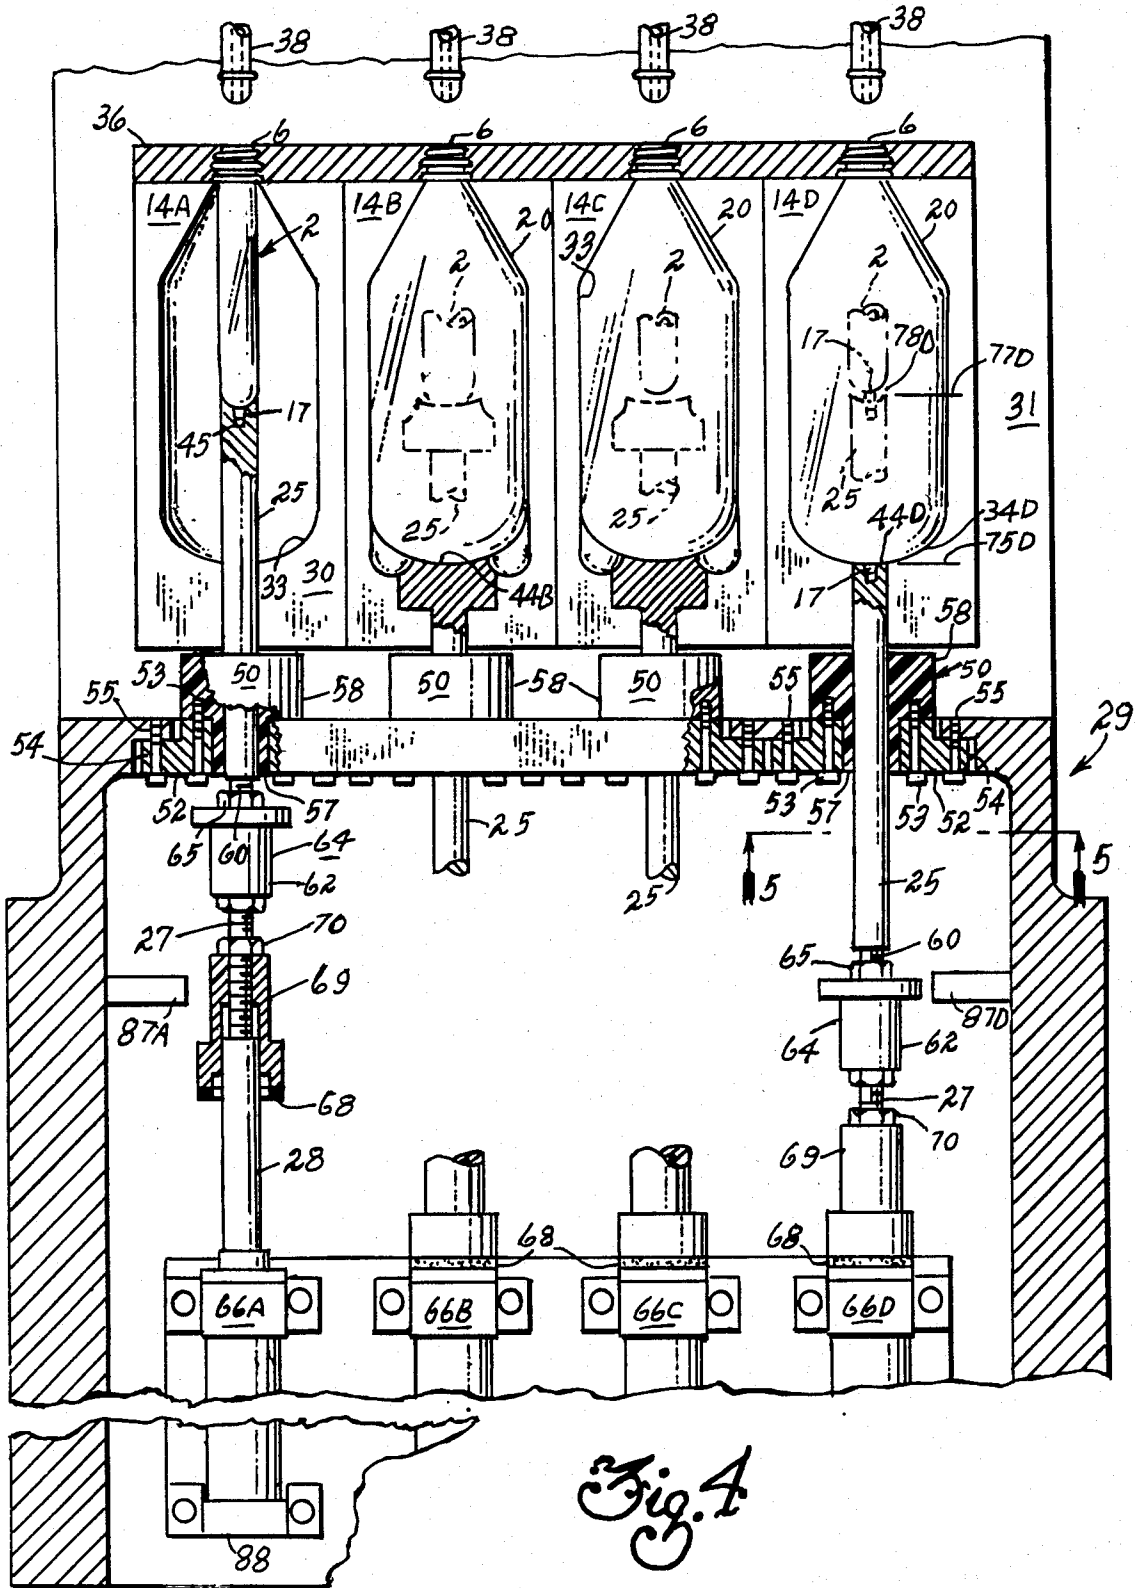 38 38 38 38
36 6 6 6 6
14A 14B 14C 14D
2 20 33 20 20
2 2 2
17 78D 77D
17 31
45
25 25 25 25 44D 34D
75D
33 30 44B 17
58
53 50 58 50 58 50 55 50 55
55
54 29
52 57 53 57 53 52 54
65 60 64 25 5 5
62 25 25
27 70 60
65
69
87A 87D
64 62
68 27
70
28 69
68 68
66A 66B 66C 66D
88
Fig. 4